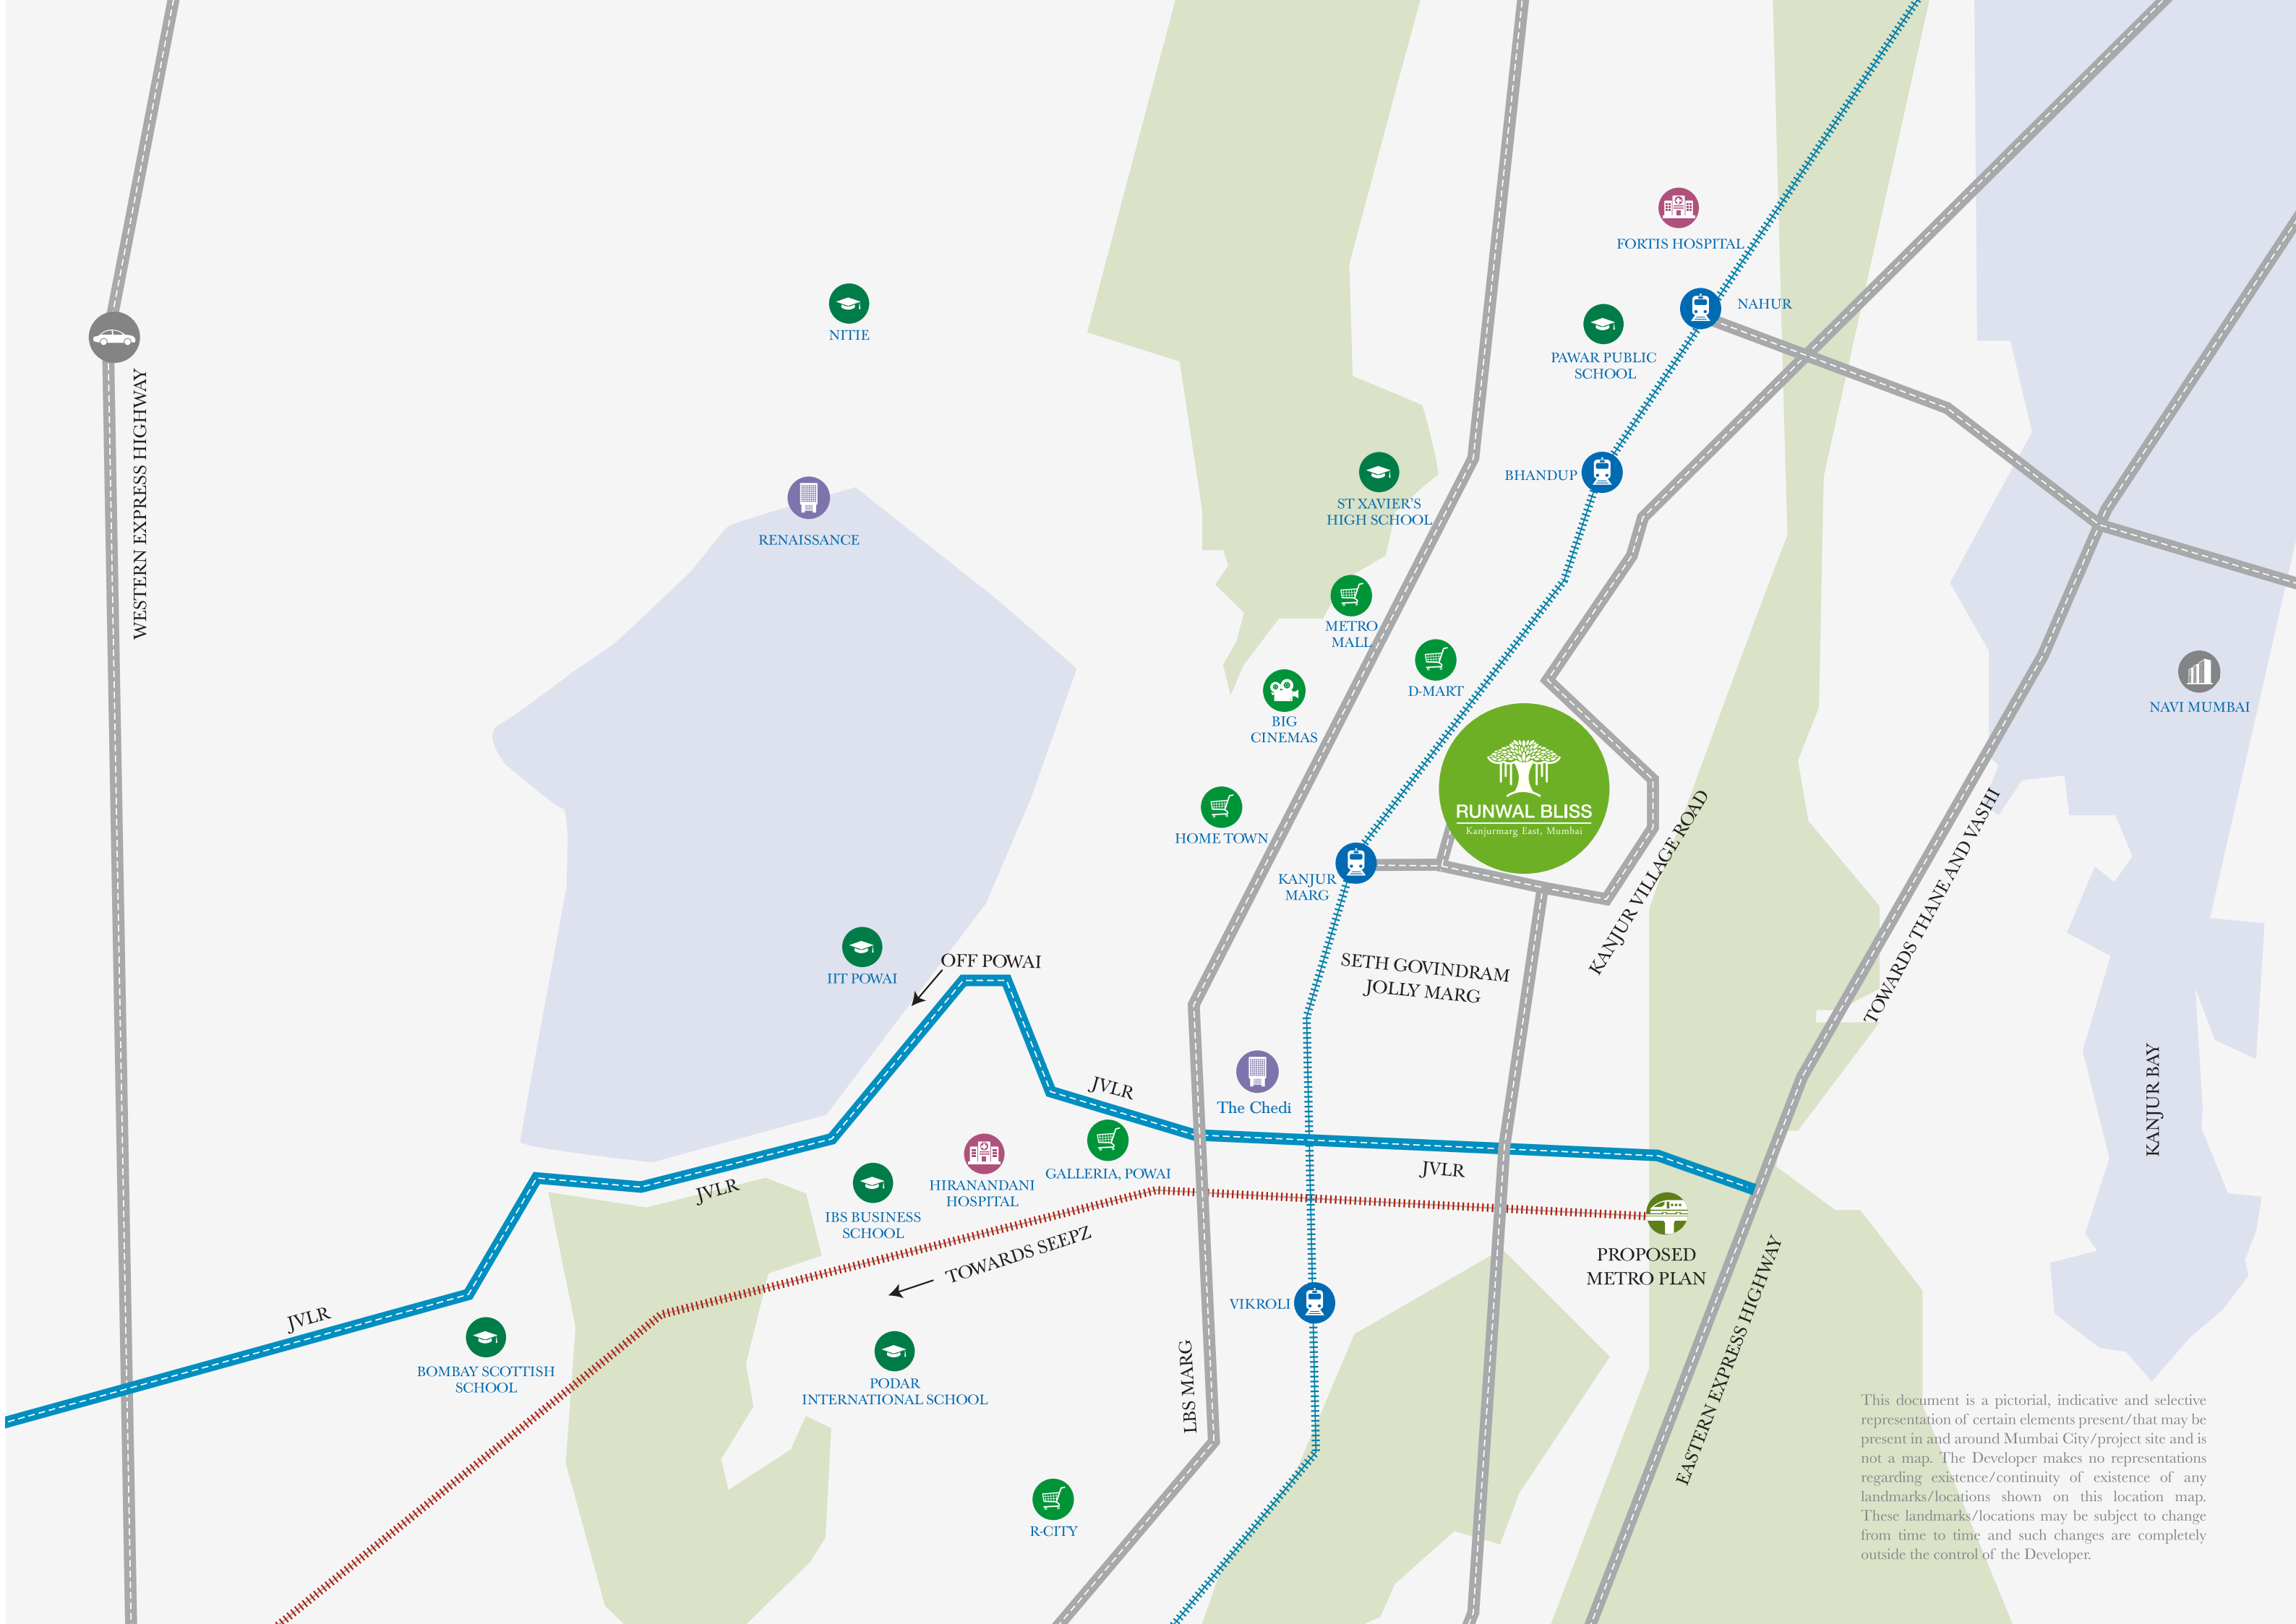 FORTIS HOSPITAL
NAHUR
NITIE
PAWAR PUBLIC
SCHOOL
WESTERN EXPRESS HIGHWAY
BHANDUP
ST XAVIER'S
HIGH SCHOOL
RENAISSANCE
METRO
MALL
D-MART
NAVI MUMBAI
BIG
CINEMAS
RUNWAL BLISS
Kanjurmarg East, Mumbai
HOME TOWN
KANJUR
MARG
KANJUR VILLAGE ROAD
TOWARDS THANE AND VASHI
OFF POWAI
IIT POWAI
SETH GOVINDRAM
JOLLY MARG
JVLR
The Chedi
KANJUR BAY
GALLERIA, POWAI
JVLR
HIRANANDANI
HOSPITAL
JVLR
IBS BUSINESS
SCHOOL
TOWARDS SEEPZ
PROPOSED
METRO PLAN
VIKROLI
JVLR
BOMBAY SCOTTISH
SCHOOL
PODAR
INTERNATIONAL SCHOOL
LBS MARG
EASTERN EXPRESS HIGHWAY
R-CITY
This document is a pictorial, indicative and selective
representation of certain elements present/that may be
present in and around Mumbai City/project site and is
not a map. The Developer makes no representations
regarding existence/continuity of existence of any
landmarks/locations shown on this location map.
These landmarks/locations may be subject to change
from time to time and such changes are completely
outside the control of the Developer.